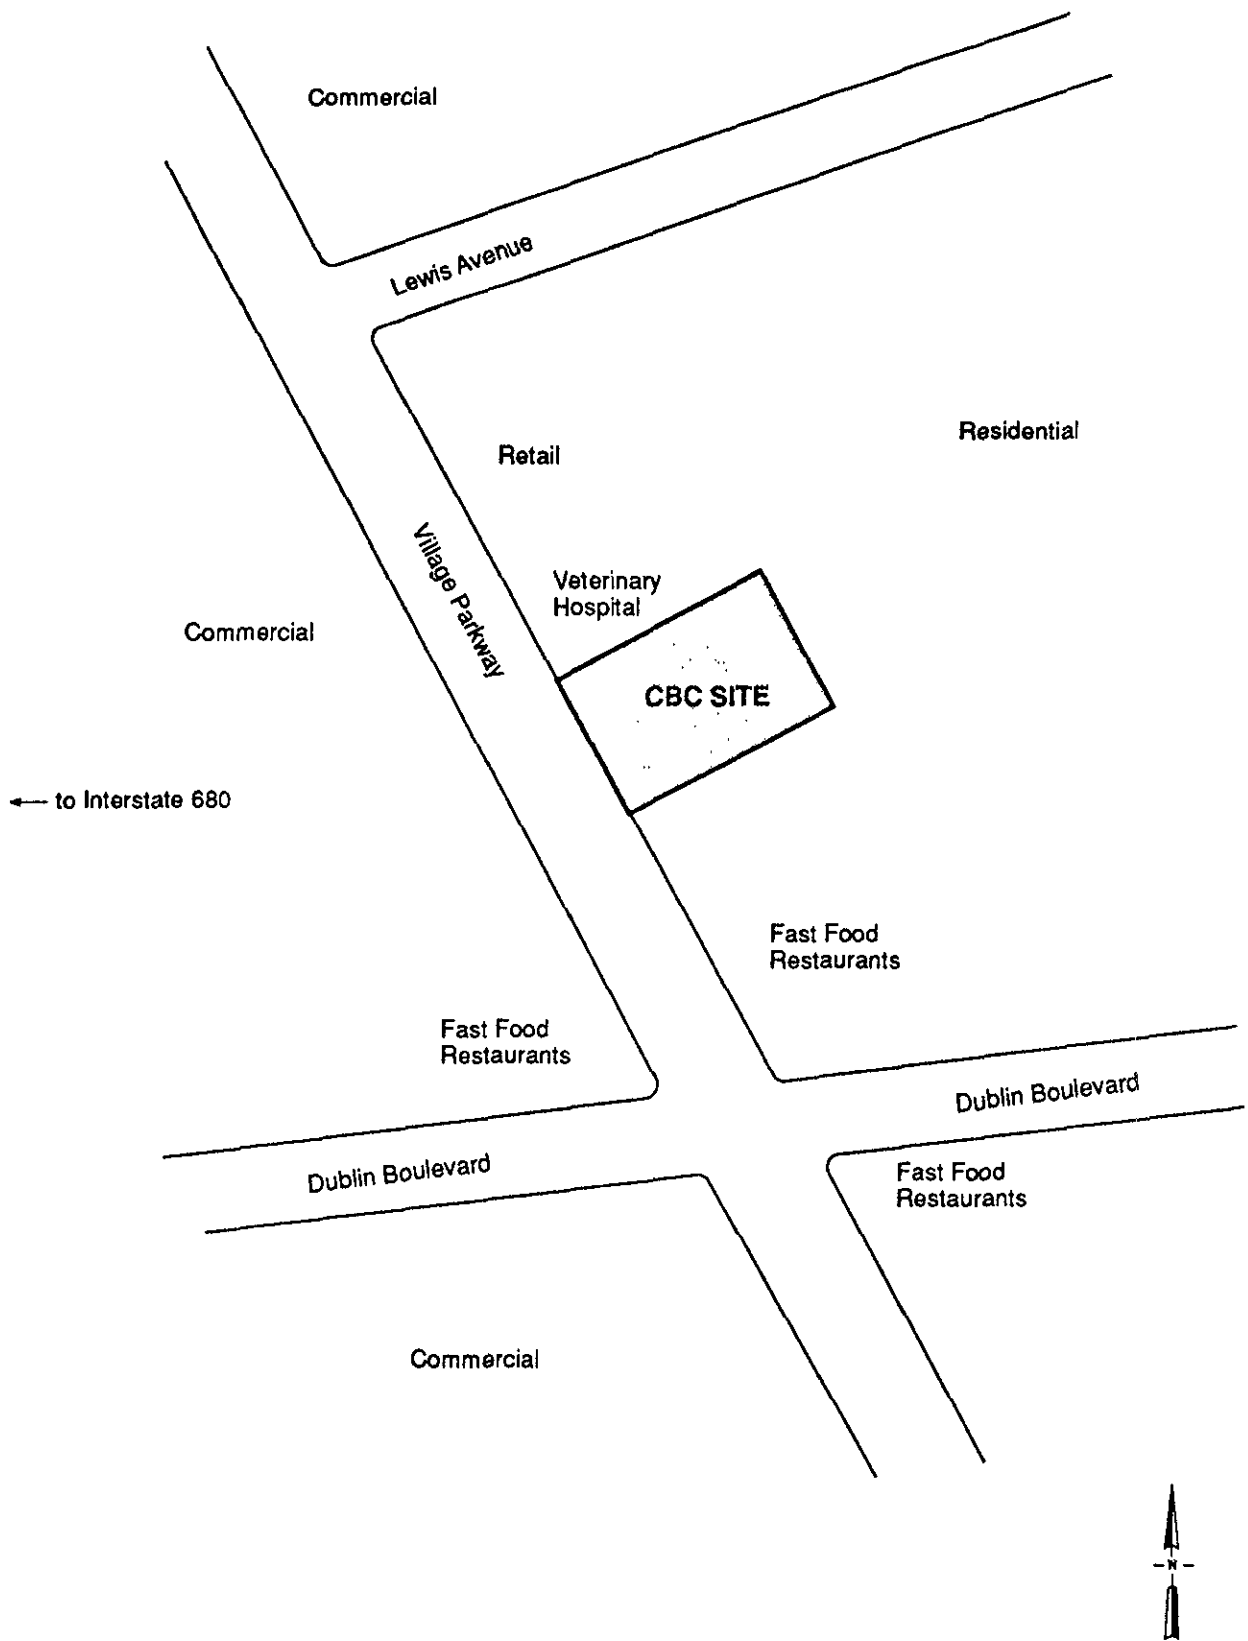 Commercial
Lewis Avenue
Retail
Residential
Village Parkway
Veterinary
Hospital
Commercial
CBC SITE
← to Interstate 680
Fast Food
Restaurants
Fast Food
Restaurants
Dublin Boulevard
Dublin Boulevard
Fast Food
Restaurants
Commercial
N